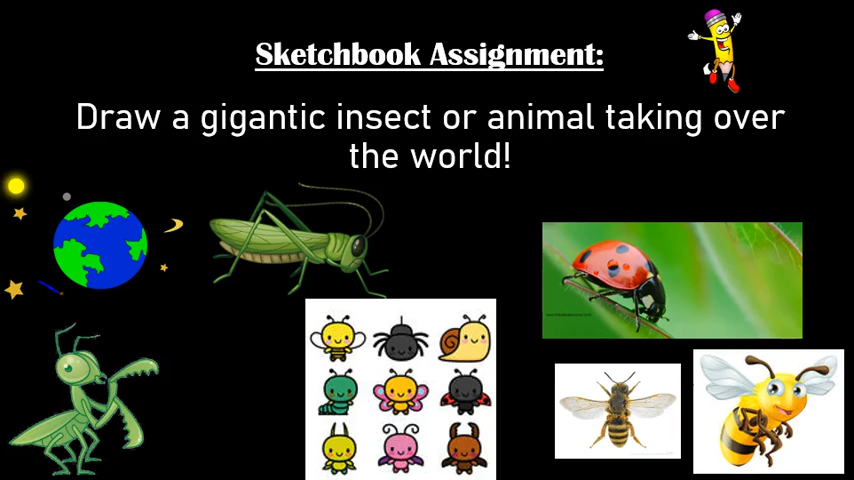 Sketchbook Assignment:
Draw a gigantic insect or animal taking over
the world!